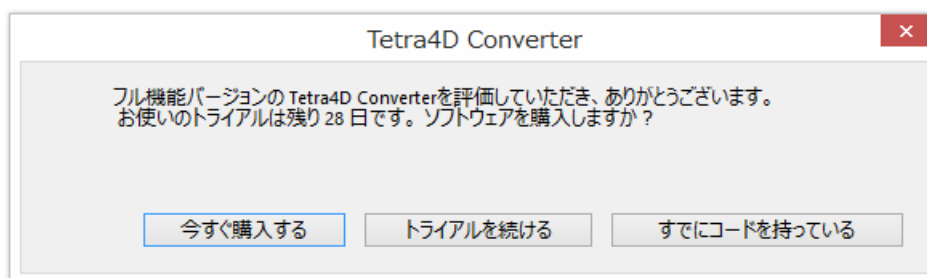 Tetra4D Converter
フル機能バージョンの Tetra4D Converterを評価していただき、ありがとうございます。
お使いのトライアルは残り 28 日です。ソフトウェアを購入しますか？
今すぐ購入する トライアルを続ける すでにコードを持っている